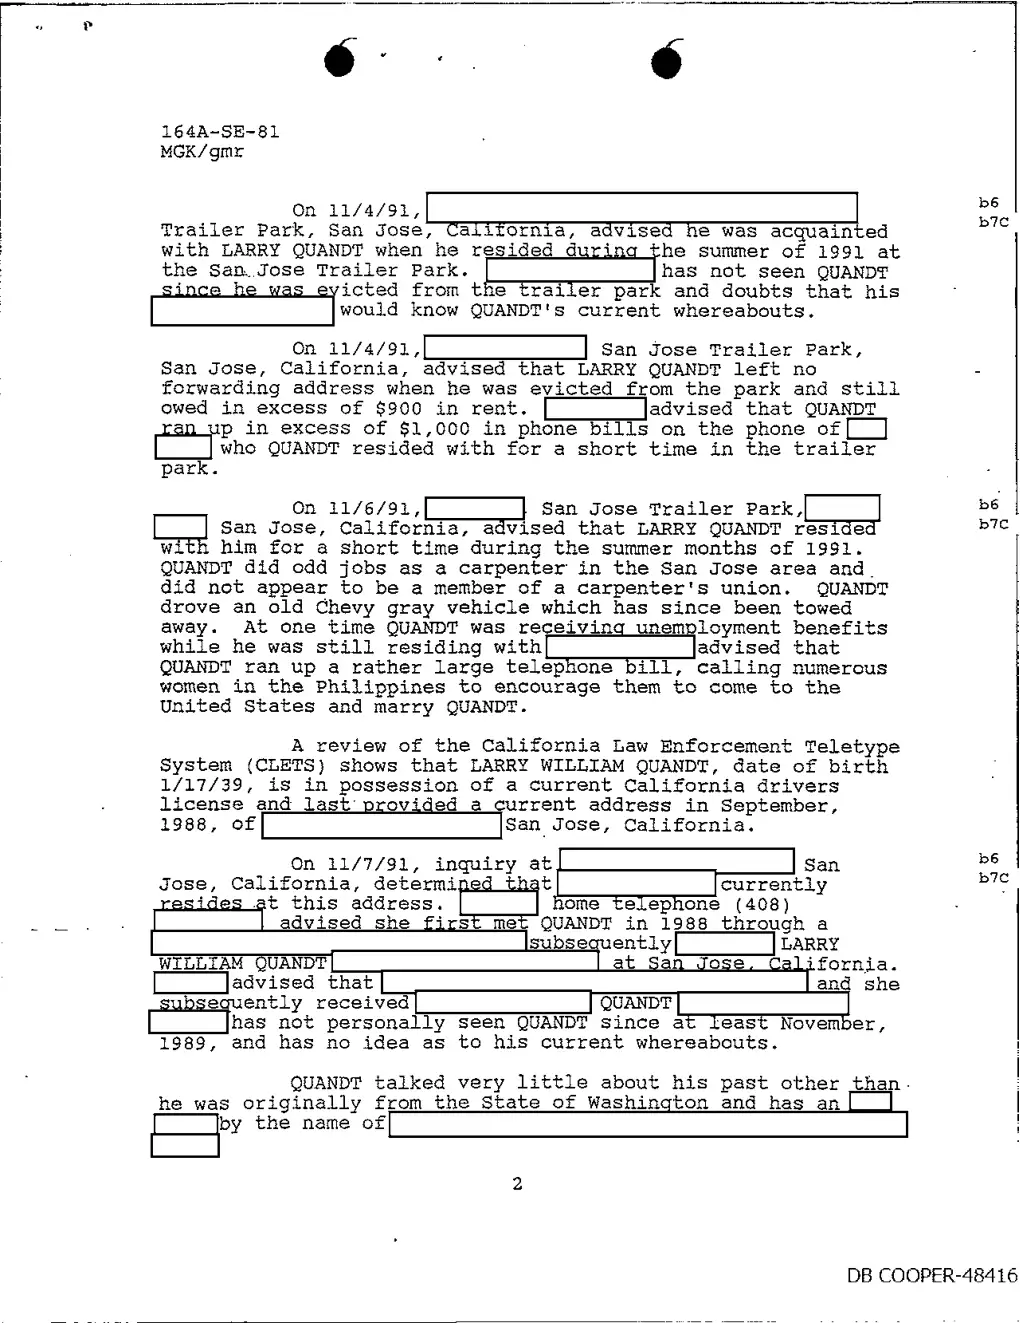 164A-SE-81
MGK/gmr
On 11/4/91,
b6
b7C
Trailer Park, San Jose, California, advised he was acquainted
with LARRY QUANDT when he resided during the summer of 1991 at
the San Jose Trailer Park. has not seen QUANDT
since he was evicted from the trailer park and doubts that his
would know QUANDT's current whereabouts.
On 11/4/91, San Jose Trailer Park,
San Jose, California, advised that LARRY QUANDT left no
forwarding address when he was evicted from the park and still
owed in excess of $900 in rent. advised that QUANDT
ran up in excess of $1,000 in phone bills on the phone of
who QUANDT resided with for a short time in the trailer
park.
On 11/6/91, San Jose Trailer Park,
b6
b7C
San Jose, California, advised that LARRY QUANDT resided
with him for a short time during the summer months of 1991.
QUANDT did odd jobs as a carpenter in the San Jose area and
did not appear to be a member of a carpenter's union. QUANDT
drove an old Chevy gray vehicle which has since been towed
away. At one time QUANDT was receiving unemployment benefits
while he was still residing with advised that
QUANDT ran up a rather large telephone bill, calling numerous
women in the Philippines to encourage them to come to the
United States and marry QUANDT.
A review of the California Law Enforcement Teletype
System (CLETS) shows that LARRY WILLIAM QUANDT, date of birth
1/17/39, is in possession of a current California drivers
license and last provided a current address in September,
1988, of San Jose, California.
On 11/7/91, inquiry at San
b6
b7C
Jose, California, determined that currently
resides at this address. home telephone (408)
advised she first met QUANDT in 1988 through a
subsequently LARRY
WILLIAM QUANDT at San Jose, California.
advised that and she
subsequently received QUANDT
has not personally seen QUANDT since at least November,
1989, and has no idea as to his current whereabouts.
QUANDT talked very little about his past other than
he was originally from the State of Washington and has an
by the name of
2
DB COOPER-48416